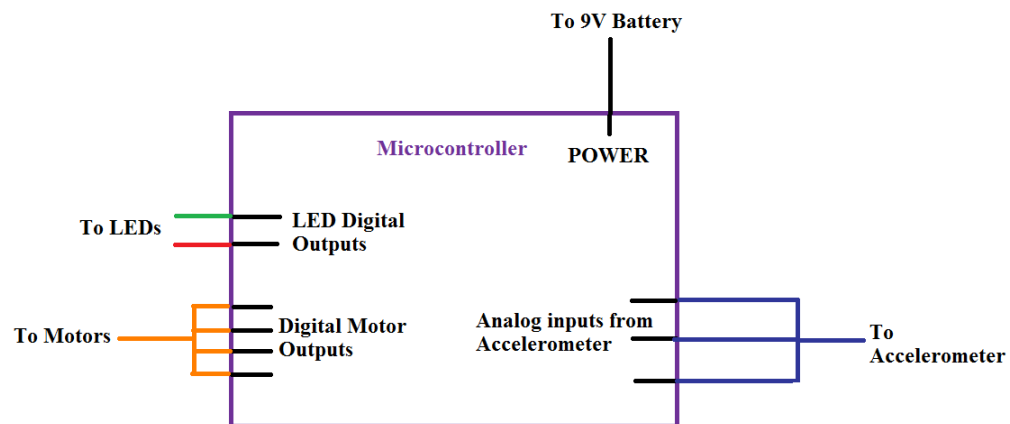 To 9V Battery
Microcontroller
POWER
To LEDs
LED Digital
Outputs
To Motors
Digital Motor
Outputs
Analog inputs from
Accelerometer
To
Accelerometer